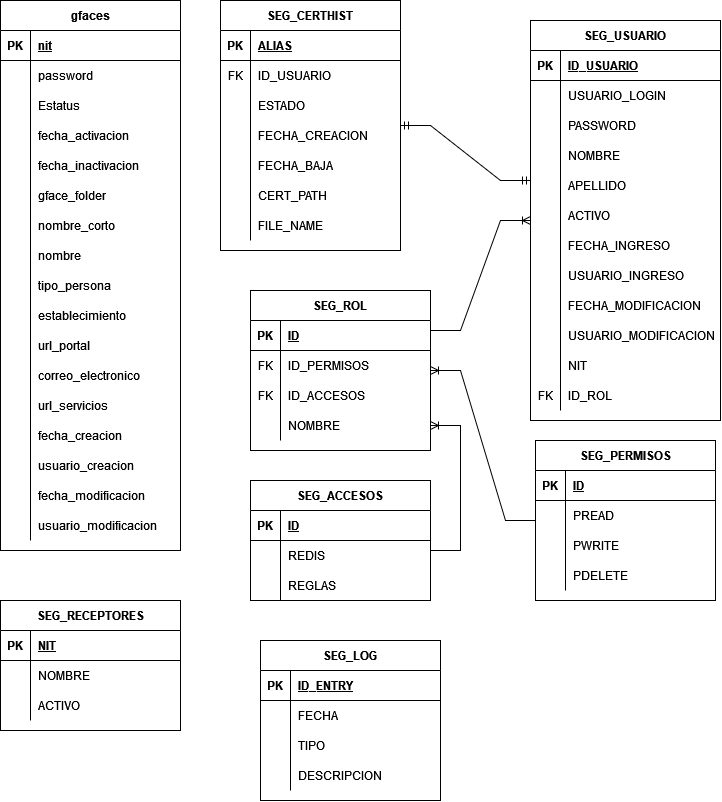 gfaces
PK nit
password
Estatus
fecha_activacion
fecha_inactivacion
gface_folder
nombre_corto
nombre
tipo_persona
establecimiento
url_portal
correo_electronico
url_servicios
fecha_creacion
usuario_creacion
fecha_modificacion
usuario_modificacion
SEG_CERTHIST
PK ALIAS
FK ID_USUARIO
ESTADO
FECHA_CREACION
FECHA_BAJA
CERT_PATH
FILE_NAME
SEG_USUARIO
PK ID_USUARIO
USUARIO_LOGIN
PASSWORD
NOMBRE
APELLIDO
ACTIVO
FECHA_INGRESO
USUARIO_INGRESO
FECHA_MODIFICACION
USUARIO_MODIFICACION
NIT
FK ID_ROL
SEG_ROL
PK ID
FK ID_PERMISOS
FK ID_ACCESOS
NOMBRE
SEG_PERMISOS
PK ID
PREAD
PWRITE
PDELETE
SEG_ACCESOS
PK ID
REDIS
REGLAS
SEG_RECEPTORES
PK NIT
NOMBRE
ACTIVO
SEG_LOG
PK ID_ENTRY
FECHA
TIPO
DESCRIPCION